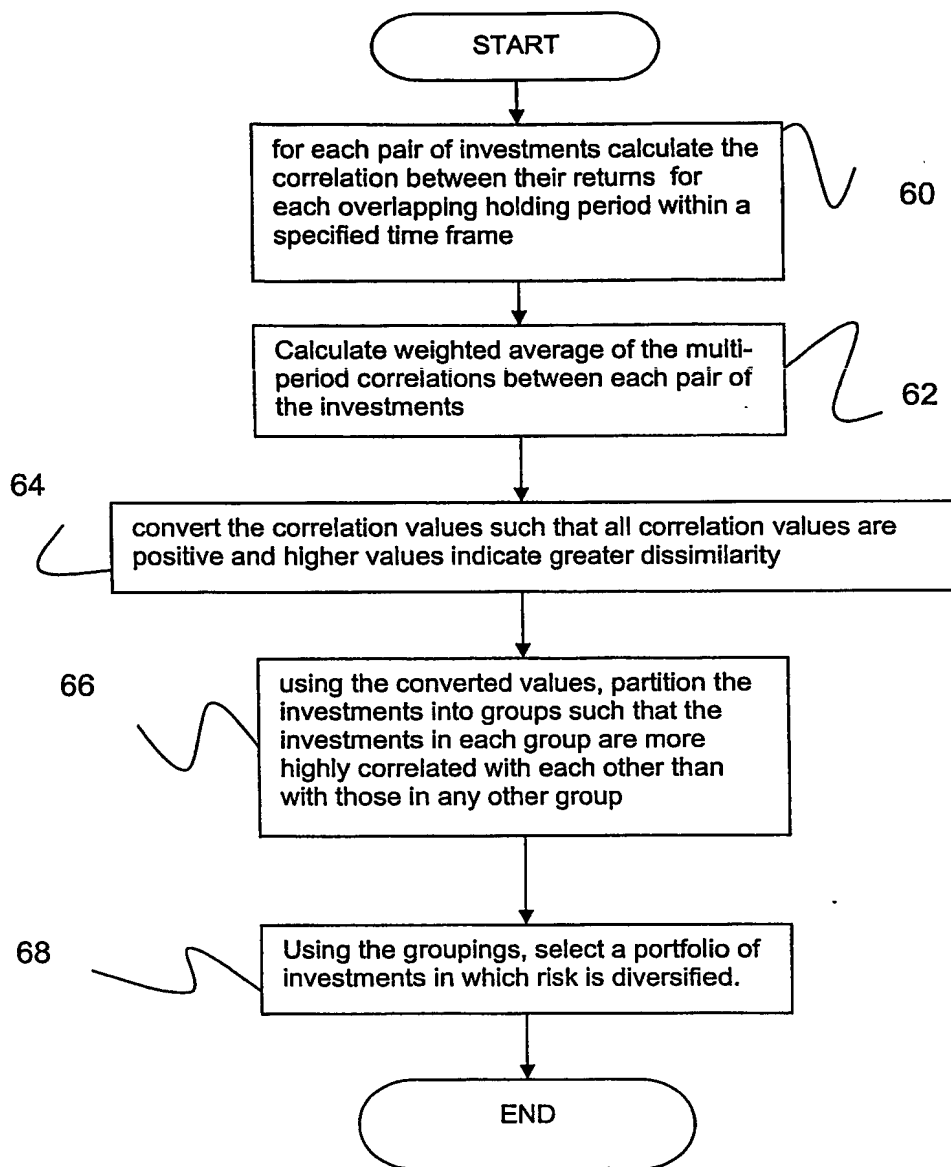 START
for each pair of investments calculate the
correlation between their returns for
each overlapping holding period within a
specified time frame
60
Calculate weighted average of the multi-
period correlations between each pair of
the investments
62
64
convert the correlation values such that all correlation values are
positive and higher values indicate greater dissimilarity
66
using the converted values, partition the
investments into groups such that the
investments in each group are more
highly correlated with each other than
with those in any other group
68
Using the groupings, select a portfolio of
investments in which risk is diversified.
END